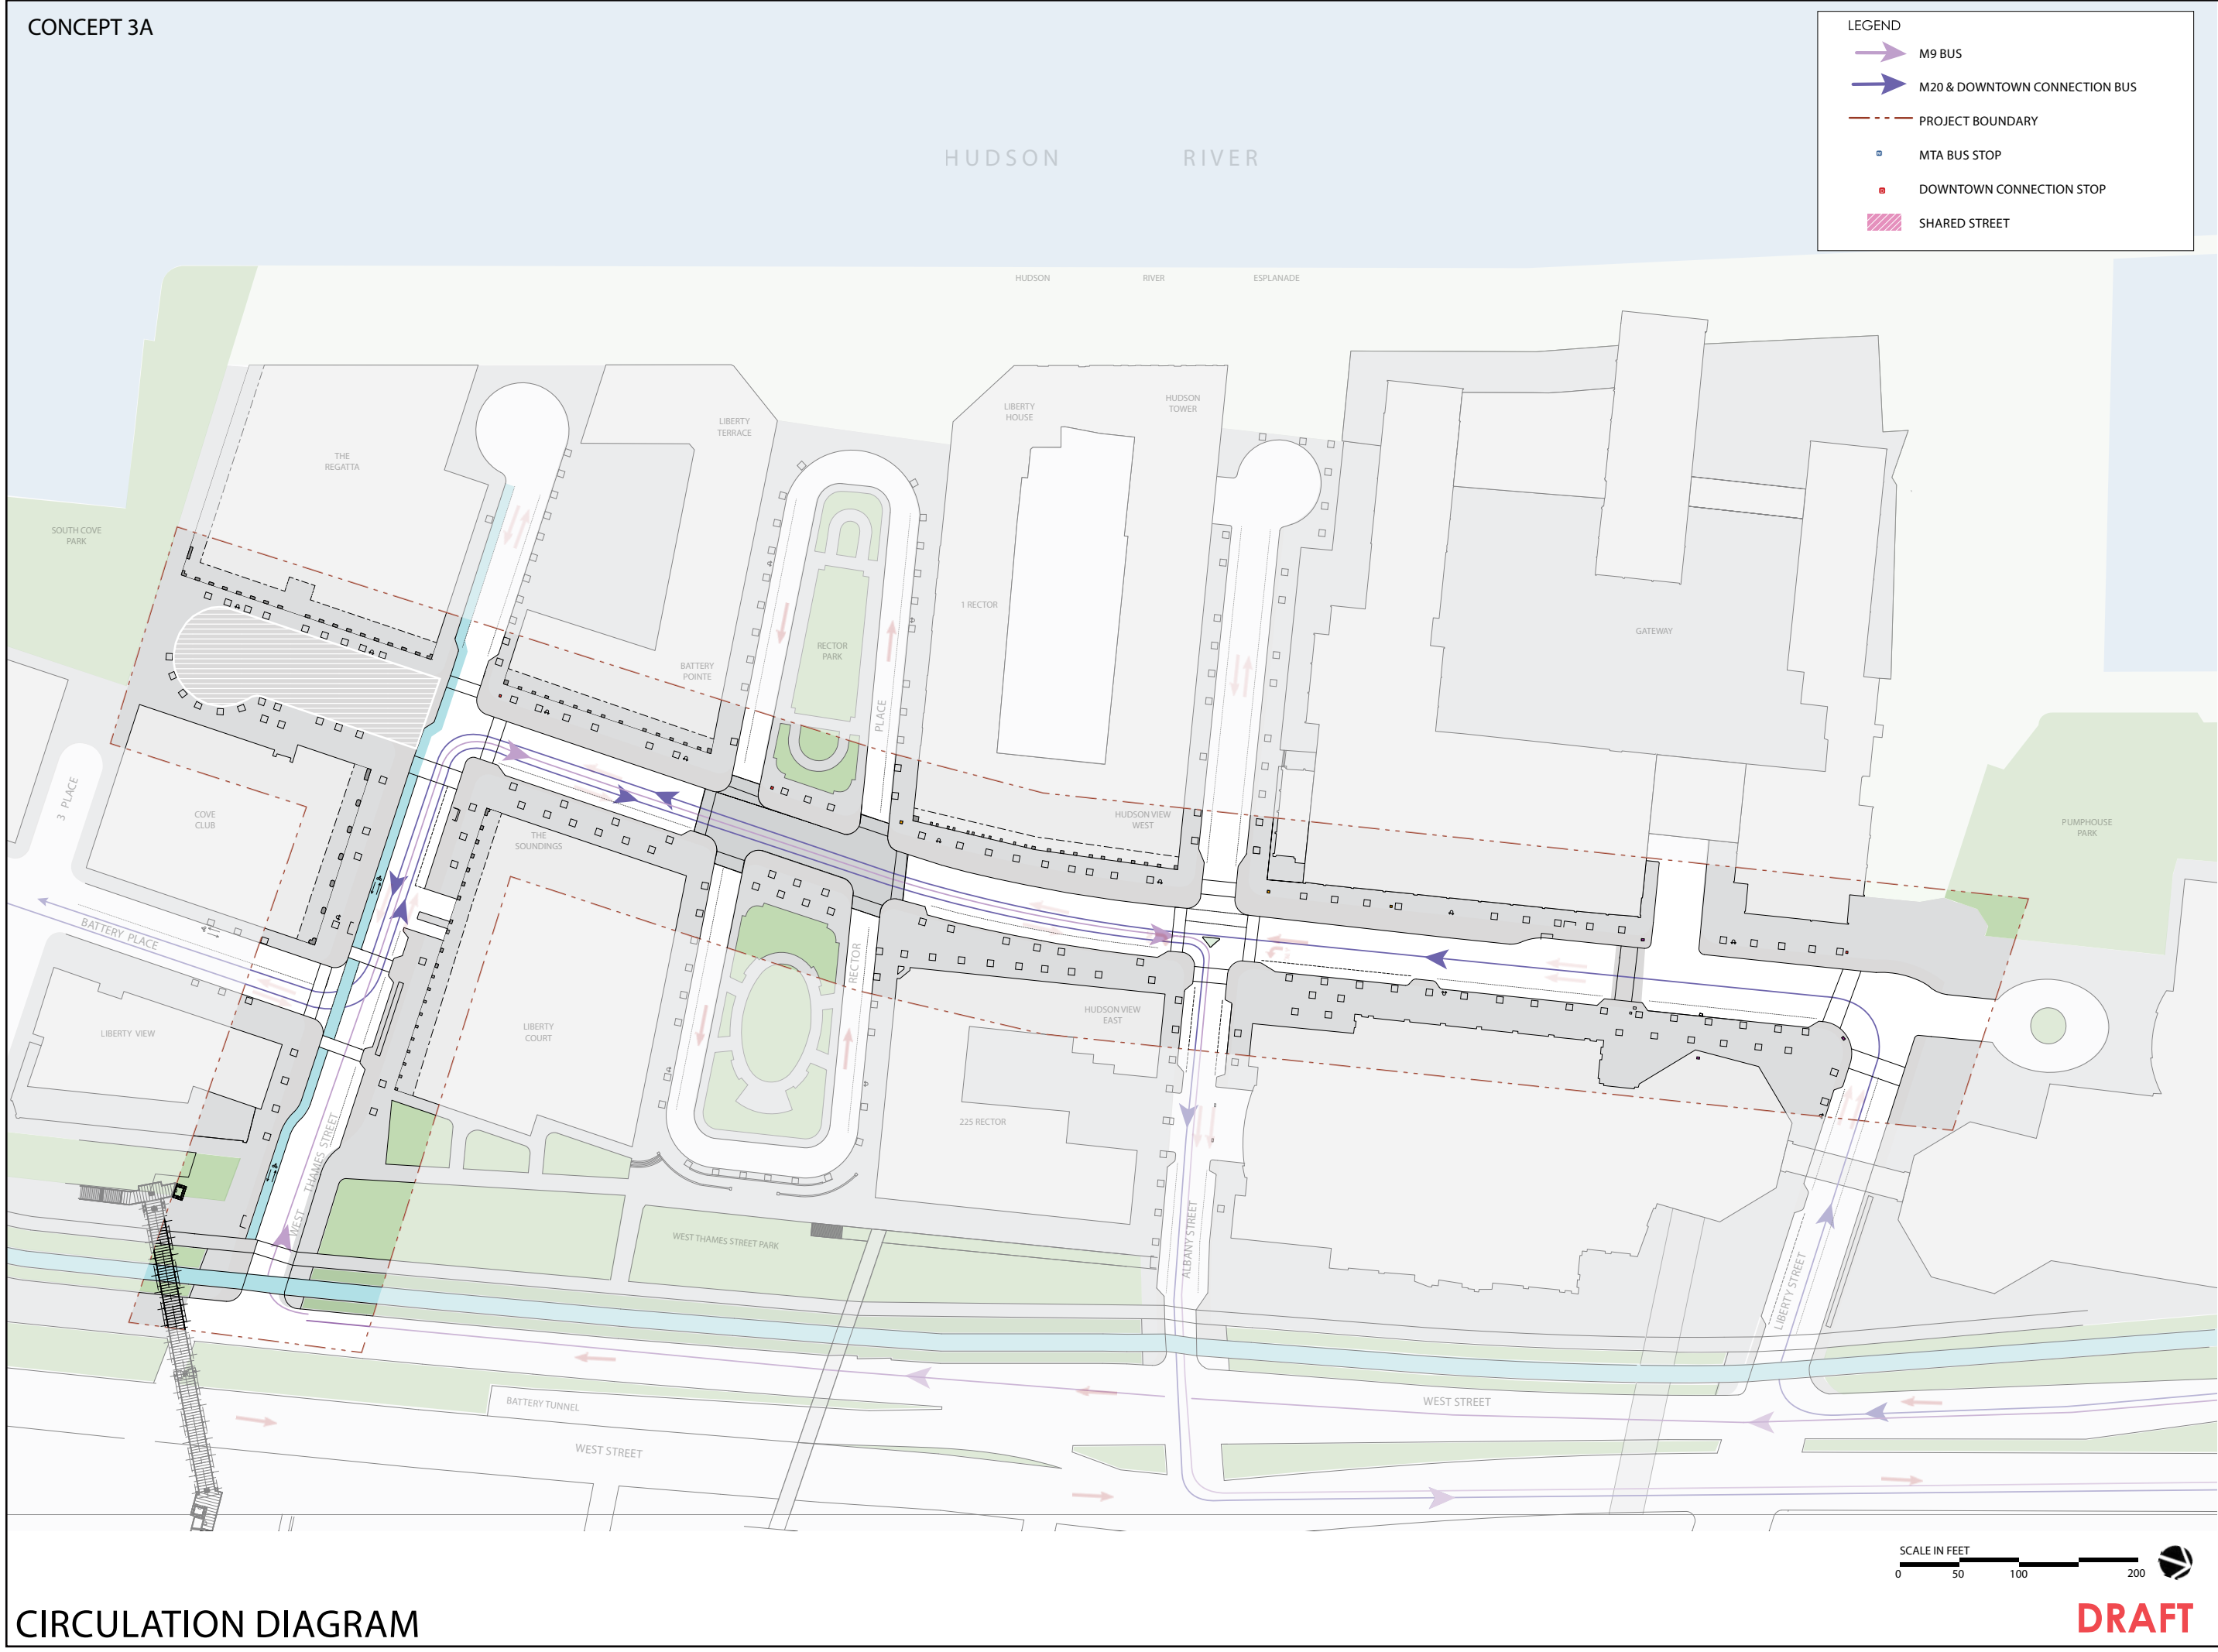 CONCEPT 3A
LEGEND
M9 BUS
M20 & DOWNTOWN CONNECTION BUS
PROJECT BOUNDARY
MTA BUS STOP
DOWNTOWN CONNECTION STOP
SHARED STREET
HUDSON RIVER
HUDSON RIVER ESPLANADE
THE
REGATTA
LIBERTY
TERRACE
LIBERTY
HOUSE
HUDSON
TOWER
SOUTH COVE
PARK
1 RECTOR
GATEWAY
RECTOR
PARK
BATTERY
POINTE
PLACE
3 PLACE
COVE
CLUB
THE
SOUNDINGS
HUDSON VIEW
WEST
PUMPHOUSE
PARK
BATTERY PLACE
RECTOR
LIBERTY VIEW
LIBERTY
COURT
HUDSON VIEW
EAST
225 RECTOR
WEST THAMES STREET
WEST THAMES STREET PARK
ALBANY STREET
LIBERTY STREET
BATTERY TUNNEL
WEST STREET
WEST STREET
SCALE IN FEET
0 50 100 200
CIRCULATION DIAGRAM
DRAFT